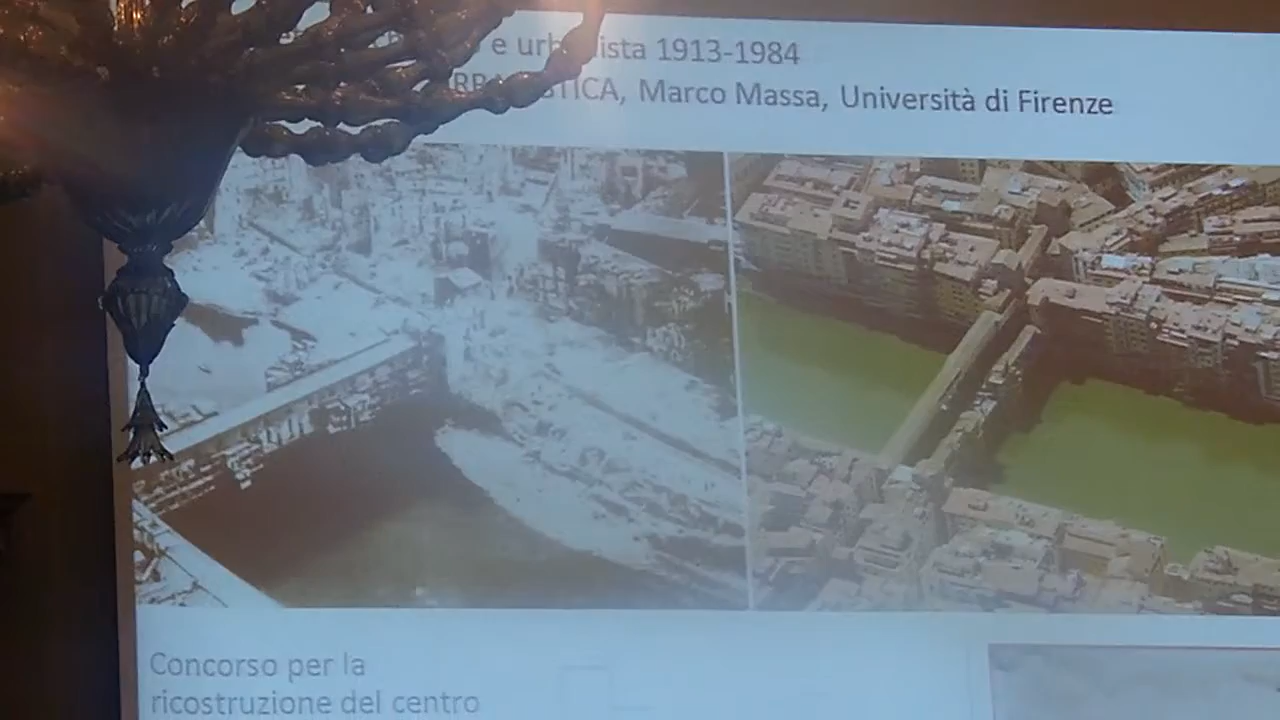 e urbanista 1913-1984
Marco Massa, Università di Firenze
Concorso per la
ricostruzione del centro